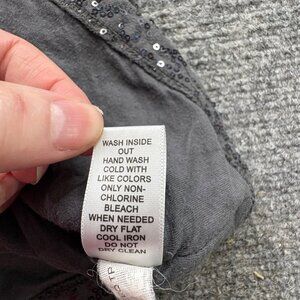 WASH INSIDE
OUT
HAND WASH
COLD WITH
LIKE COLORS
ONLY NON-
CHLORINE
BLEACH
WHEN NEEDED
DRY FLAT
COOL IRON
DO NOT
DRY CLEAN